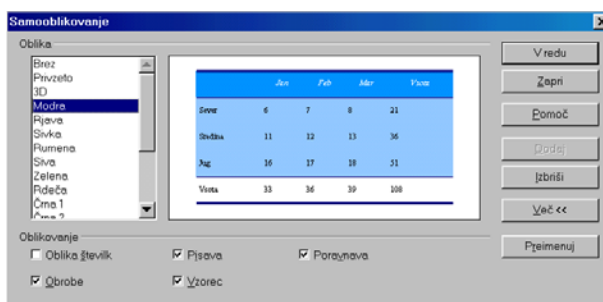 Samooblikovanje
Oblika
Brez
Privzeto
3D
Modra
Rjava
Sivka
Rumena
Siva
Zelena
Rdeča
Črna 1
Črna 2
Jan Feb Mar Vsota
Sever 6 7 8 21
Sredina 11 12 13 36
Jug 16 17 18 51
Vsota 33 36 39 108
V redu
Zapri
Pomoč
Dodaj
Izbriši
Več <<
Preimenuj
Oblikovanje
Oblika številk
Pisava
Poravnava
Obrobe
Vzorec